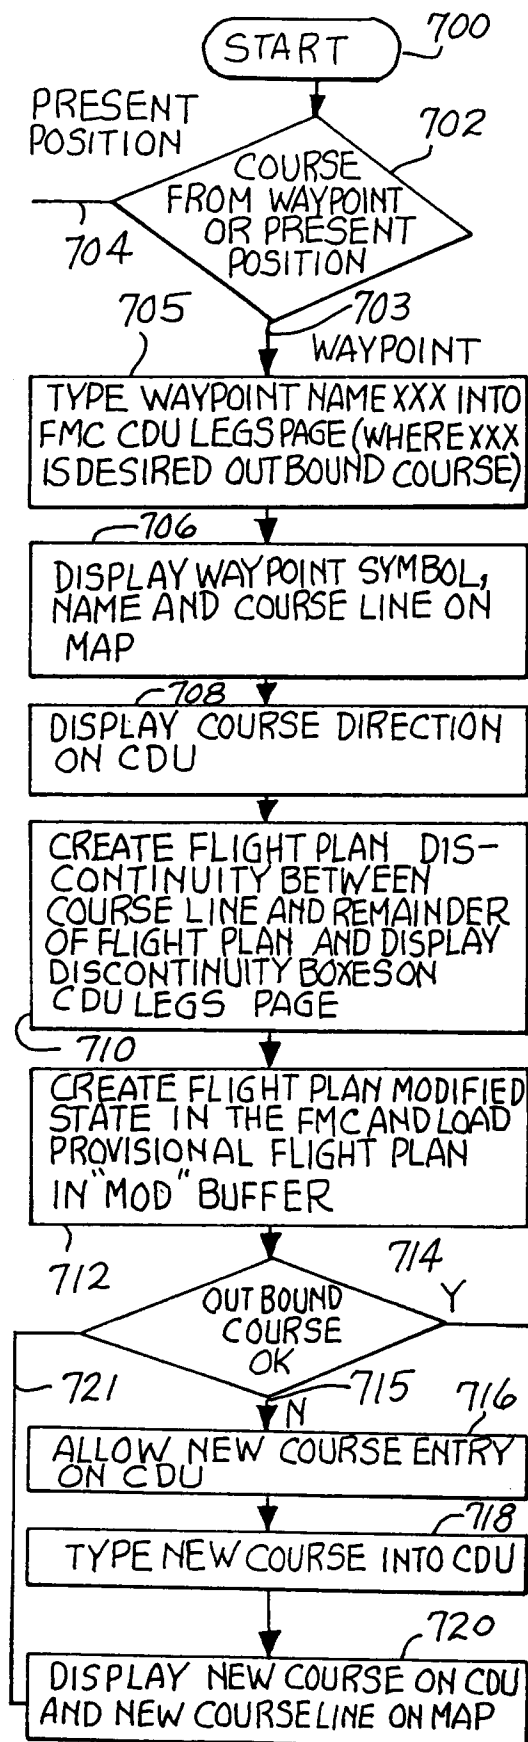 START
700
PRESENT
POSITION
702
COURSE
FROM WAYPOINT
OR PRESENT
POSITION
704
703
705
WAYPOINT
TYPE WAYPOINT NAME XXX INTO
FMC CDU LEGS PAGE (WHERE XXX
IS DESIRED OUTBOUND COURSE)
706
DISPLAY WAYPOINT SYMBOL,
NAME AND COURSE LINE ON
MAP
708
DISPLAY COURSE DIRECTION
ON CDU
CREATE FLIGHT PLAN DIS-
CONTINUITY BETWEEN
COURSE LINE AND REMAINDER
OF FLIGHT PLAN AND DISPLAY
DISCONTINUITY BOXES ON
CDU LEGS PAGE
710
CREATE FLIGHT PLAN MODIFIED
STATE IN THE FMC AND LOAD
PROVISIONAL FLIGHT PLAN
IN "MOD" BUFFER
712
714
OUTBOUND
COURSE
OK
Y
721
715
N
716
ALLOW NEW COURSE ENTRY
ON CDU
718
TYPE NEW COURSE INTO CDU
720
DISPLAY NEW COURSE ON CDU
AND NEW COURSE LINE ON MAP